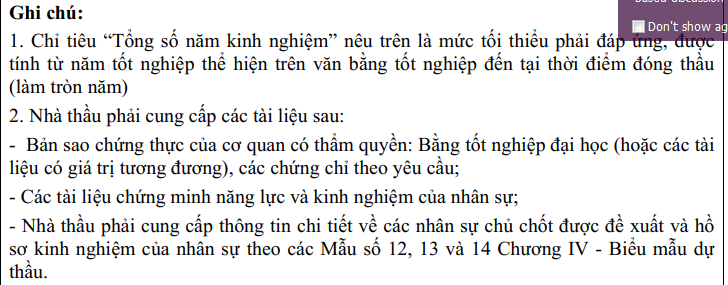 Ghi chú:
1. Chỉ tiêu “Tổng số năm kinh nghiệm” nêu trên là mức tối thiểu phải đáp ứng, được
tính từ năm tốt nghiệp thể hiện trên văn bằng tốt nghiệp đến tại thời điểm đóng thầu
(làm tròn năm)
2. Nhà thầu phải cung cấp các tài liệu sau:
- Bản sao chứng thực của cơ quan có thẩm quyền: Bằng tốt nghiệp đại học (hoặc các tài
liệu có giá trị tương đương), các chứng chỉ theo yêu cầu;
- Các tài liệu chứng minh năng lực và kinh nghiệm của nhân sự;
- Nhà thầu phải cung cấp thông tin chi tiết về các nhân sự chủ chốt được đề xuất và hồ
sơ kinh nghiệm của nhân sự theo các Mẫu số 12, 13 và 14 Chương IV - Biểu mẫu dự
thầu.
Don't show ag